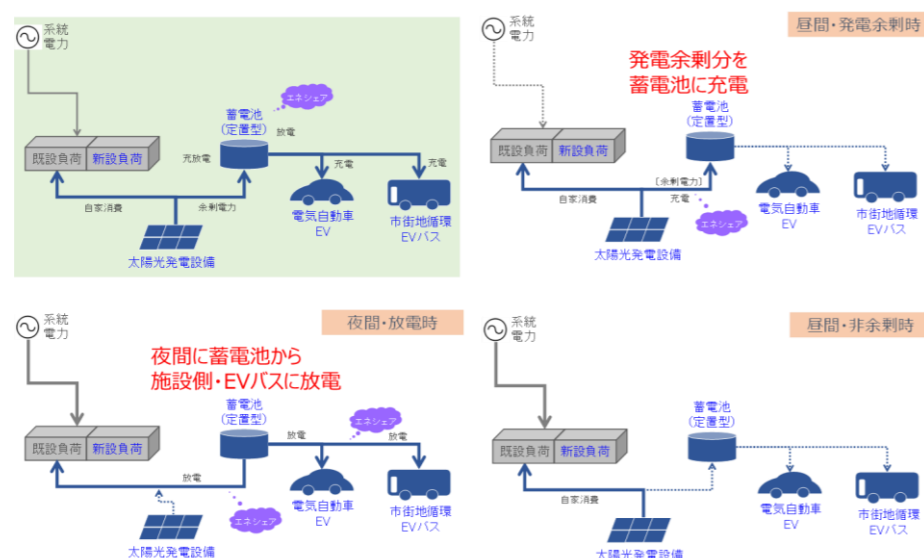 系統
電力
エネシェア
蓄電池
(定置型)
放電
既設負荷
新設負荷
充放電
充電
充電
自家消費
余剰電力
電気自動車
EV
市街地循環
EVバス
太陽光発電設備
昼間・発電余剰時
系統
電力
発電余剰分を
蓄電池に充電
蓄電池
(定置型)
既設負荷
新設負荷
[余剰電力]
自家消費
充電
エネシェア
電気自動車
EV
市街地循環
EVバス
太陽光発電設備
夜間・放電時
系統
電力
夜間に蓄電池から
施設側・EVバスに放電
蓄電池
(定置型)
エネシェア
放電
放電
既設負荷
新設負荷
放電
エネシェア
電気自動車
EV
市街地循環
EVバス
太陽光発電設備
昼間・非余剰時
系統
電力
蓄電池
(定置型)
既設負荷
新設負荷
自家消費
電気自動車
EV
市街地循環
EVバス
太陽光発電設備